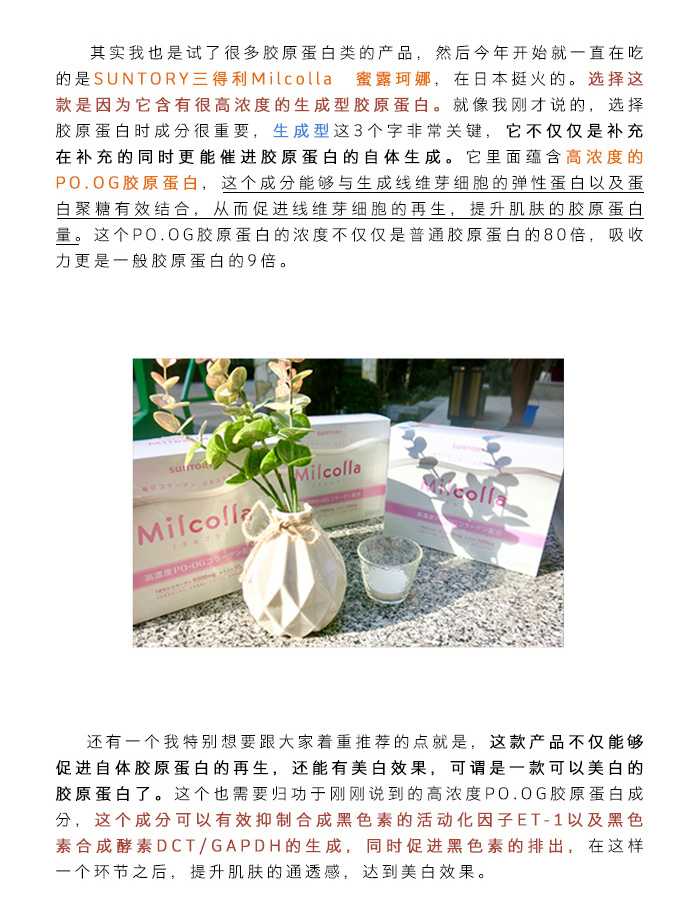 其实我也是试了很多胶原蛋白类的产品，然后今年开始就一直在吃
的是SUNTORY三得利Milcolla 蜜露珂娜，在日本挺火的。选择这
款是因为它含有很高浓度的生成型胶原蛋白。就像我刚才说的，选择
胶原蛋白时成分很重要，生成型这3个字非常关键，它不仅仅是补充
在补充的同时更能催进胶原蛋白的自体生成。它里面蕴含高浓度的
PO.OG胶原蛋白，这个成分能够与生成线维芽细胞的弹性蛋白以及蛋
白聚糖有效结合，从而促进线维芽细胞的再生，提升肌肤的胶原蛋白
量。这个PO.OG胶原蛋白的浓度不仅仅是普通胶原蛋白的80倍，吸收
力更是一般胶原蛋白的9倍。
SUNTORY
Milcolla
高濃度PO-OGコラーゲン
SUNTORY
Milcolla
SUNTORY
Milcolla
还有一个我特别想要跟大家着重推荐的点就是，这款产品不仅能够
促进自体胶原蛋白的再生，还能有美白效果，可谓是一款可以美白的
胶原蛋白了。这个也需要归功于刚刚说到的高浓度PO.OG胶原蛋白成
分，这个成分可以有效抑制合成黑色素的活动化因子ET-1以及黑色
素合成酵素DCT/GAPDH的生成，同时促进黑色素的排出，在这样
一个环节之后，提升肌肤的通透感，达到美白效果。